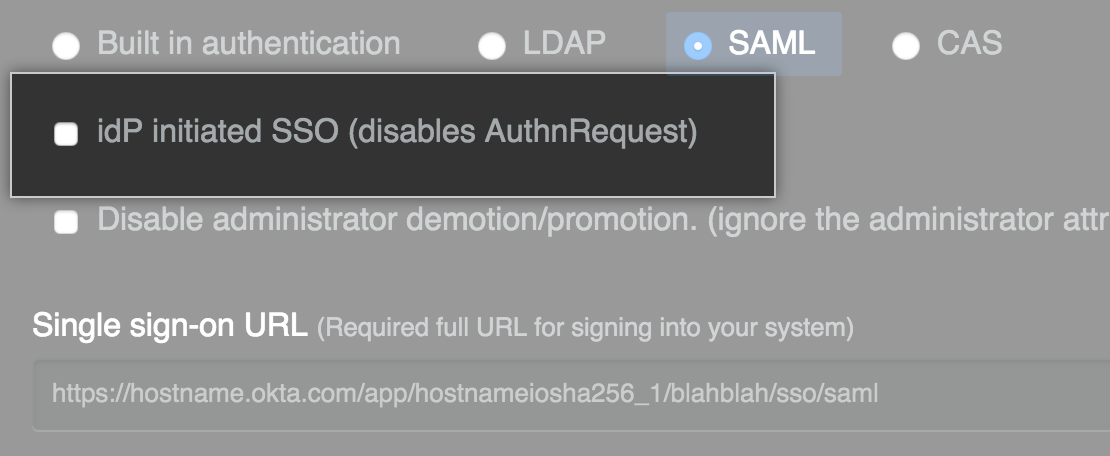 Built in authentication LDAP SAML CAS
idP initiated SSO (disables AuthnRequest)
Disable administrator demotion/promotion. (ignore the administrator attr
Single sign-on URL (Required full URL for signing into your system)
https://hostname.okta.com/app/hostnameiosha256_1/blahblah/sso/saml